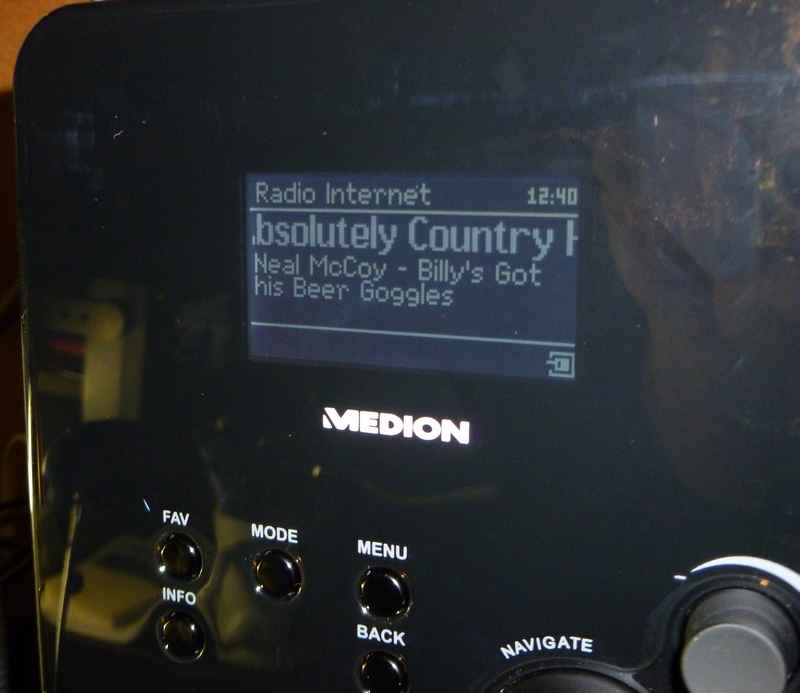 Radio Internet 12:40
bsolutely Country
Neal McCoy - Billy's Got
his Beer Goggles
MEDION
FAV
MODE
MENU
INFO
BACK
NAVIGATE